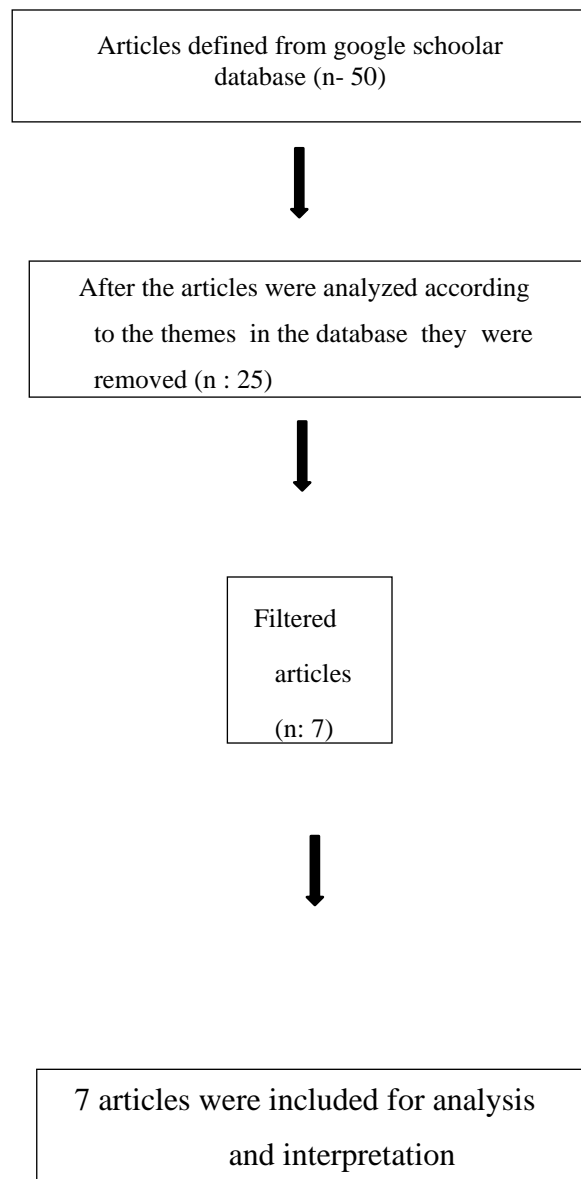 Articles defined from google schoolar
database (n- 50)
After the articles were analyzed according
to the themes in the database they were
removed (n : 25)
Filtered
articles
(n: 7)
7 articles were included for analysis
and interpretation